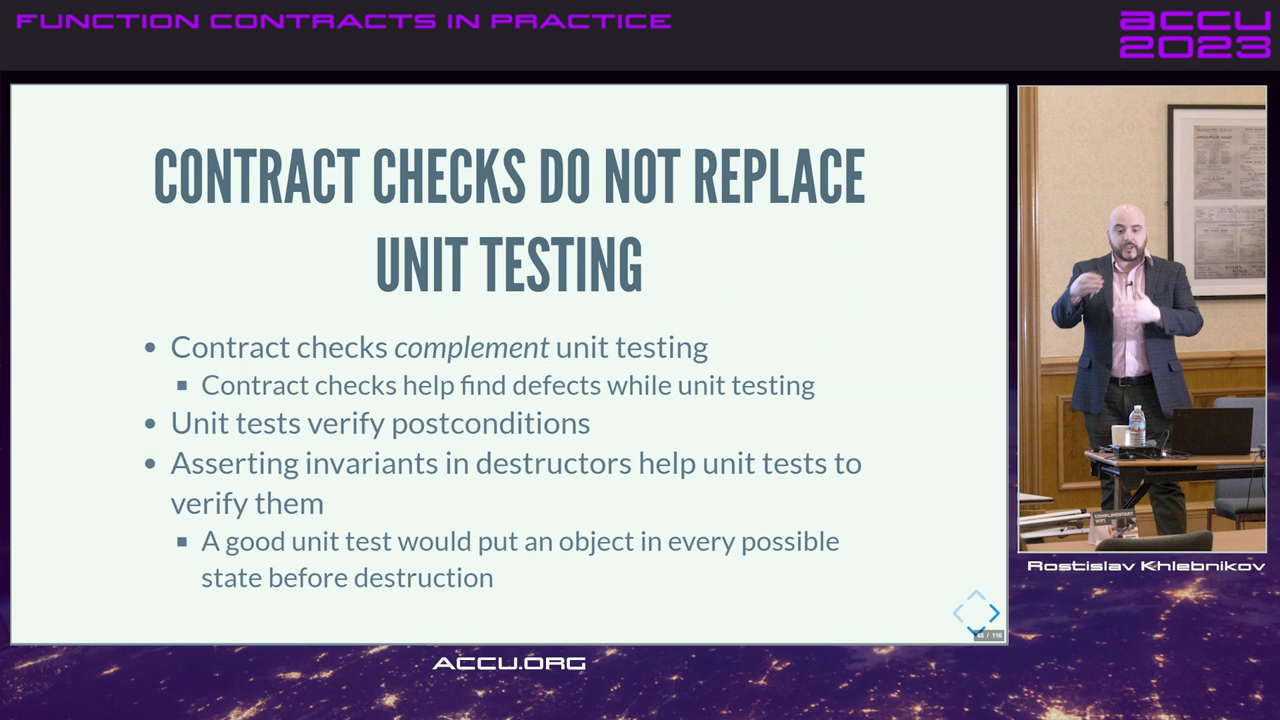 FUNCTION CONTRACTS IN PRACTICE
accu
2023
CONTRACT CHECKS DO NOT REPLACE
UNIT TESTING
• Contract checks complement unit testing
▪ Contract checks help find defects while unit testing
• Unit tests verify postconditions
• Asserting invariants in destructors help unit tests to
verify them
▪ A good unit test would put an object in every possible
state before destruction
COMPLIMENTARY
WIFI
Rostislav Khlebnikov
ACCU.ORG